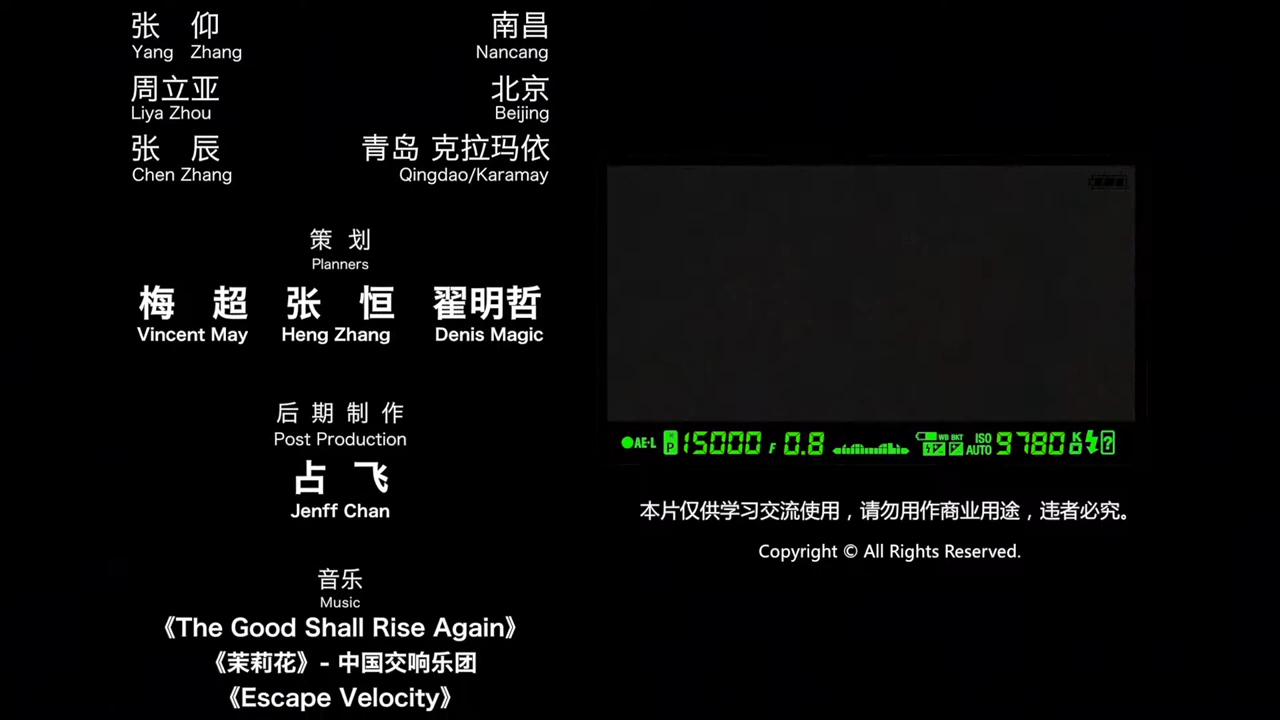 张 仰 南昌
Yang Zhang Nancang
周立亚 北京
Liya Zhou Beijing
张 辰 青岛 克拉玛依
Chen Zhang Qingdao/Karamay
策 划
Planners
梅 超 张 恒 翟明哲
Vincent May Heng Zhang Denis Magic
后 期 制 作
Post Production
占 飞
Jenff Chan
音乐
Music
《The Good Shall Rise Again》
《茉莉花》- 中国交响乐团
《Escape Velocity》
AE-L P 15000 F 0.8 WB BKT ISO AUTO 9780 K ?
本片仅供学习交流使用，请勿用作商业用途，违者必究。
Copyright © All Rights Reserved.